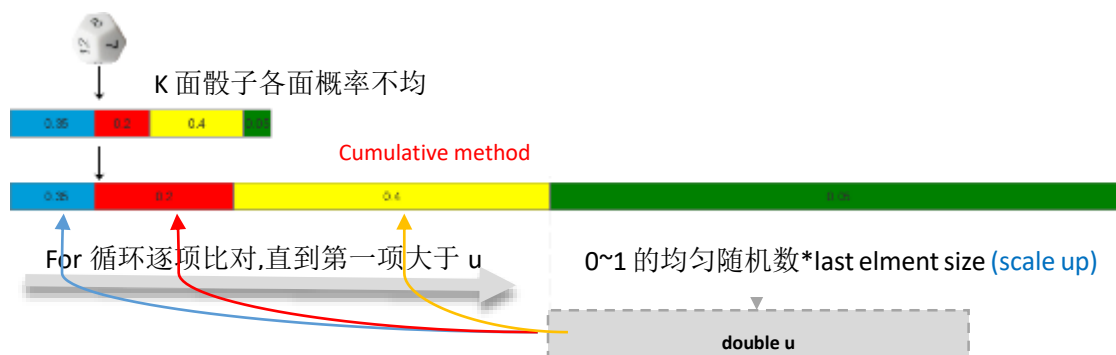 K 面骰子各面概率不均
0.35 0.2 0.4 0.05
Cumulative method
0.35 0.2 0.4 0.05
For 循环逐项比对,直到第一项大于 u
0~1 的均匀随机数*last elment size (scale up)
double u